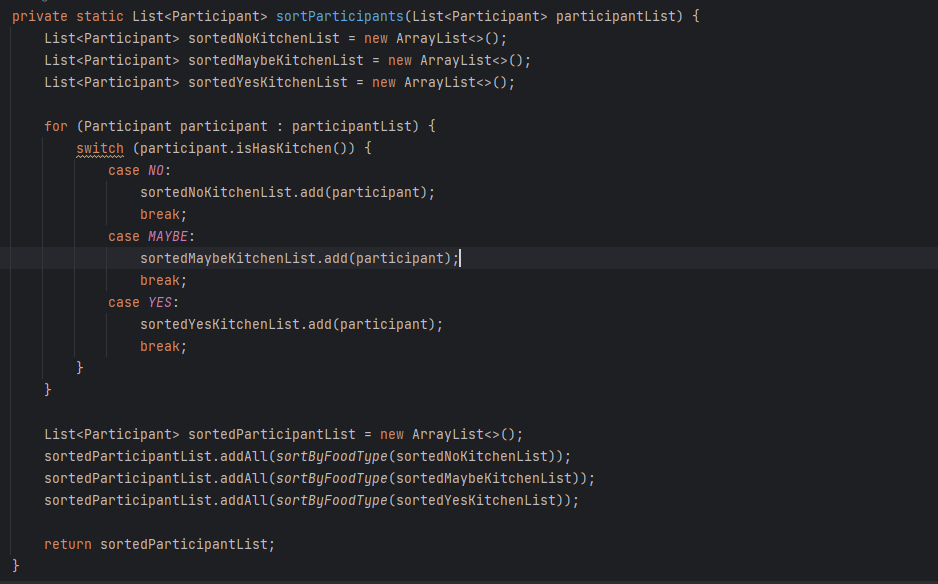 private static List<Participant> sortParticipants(List<Participant> participantList) {
    List<Participant> sortedNoKitchenList = new ArrayList<>();
    List<Participant> sortedMaybeKitchenList = new ArrayList<>();
    List<Participant> sortedYesKitchenList = new ArrayList<>();

    for (Participant participant : participantList) {
        switch (participant.isHasKitchen()) {
            case NO:
                sortedNoKitchenList.add(participant);
                break;
            case MAYBE:
                sortedMaybeKitchenList.add(participant);
                break;
            case YES:
                sortedYesKitchenList.add(participant);
                break;
        }
    }

    List<Participant> sortedParticipantList = new ArrayList<>();
    sortedParticipantList.addAll(sortByFoodType(sortedNoKitchenList));
    sortedParticipantList.addAll(sortByFoodType(sortedMaybeKitchenList));
    sortedParticipantList.addAll(sortByFoodType(sortedYesKitchenList));

    return sortedParticipantList;
}